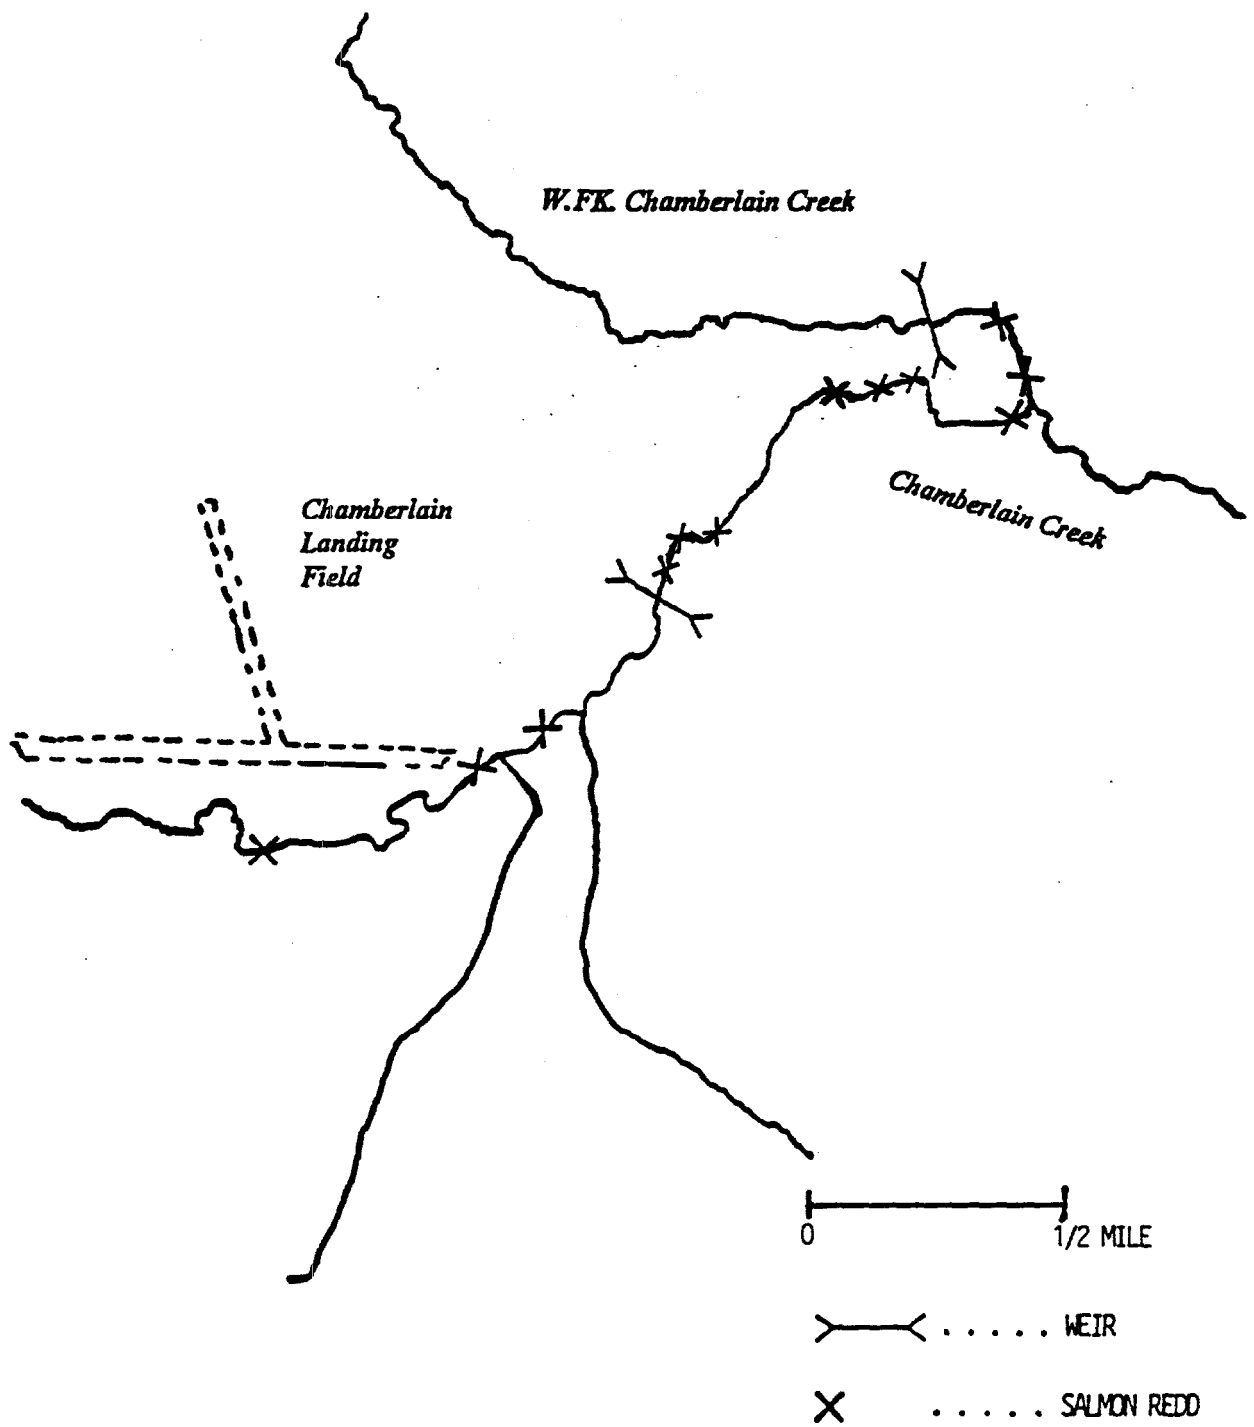 W.FK. Chamberlain Creek
Chamberlain Creek
Chamberlain
Landing
Field
0
1/2 MILE
. . . . . WEIR
. . . . . SALMON REDD